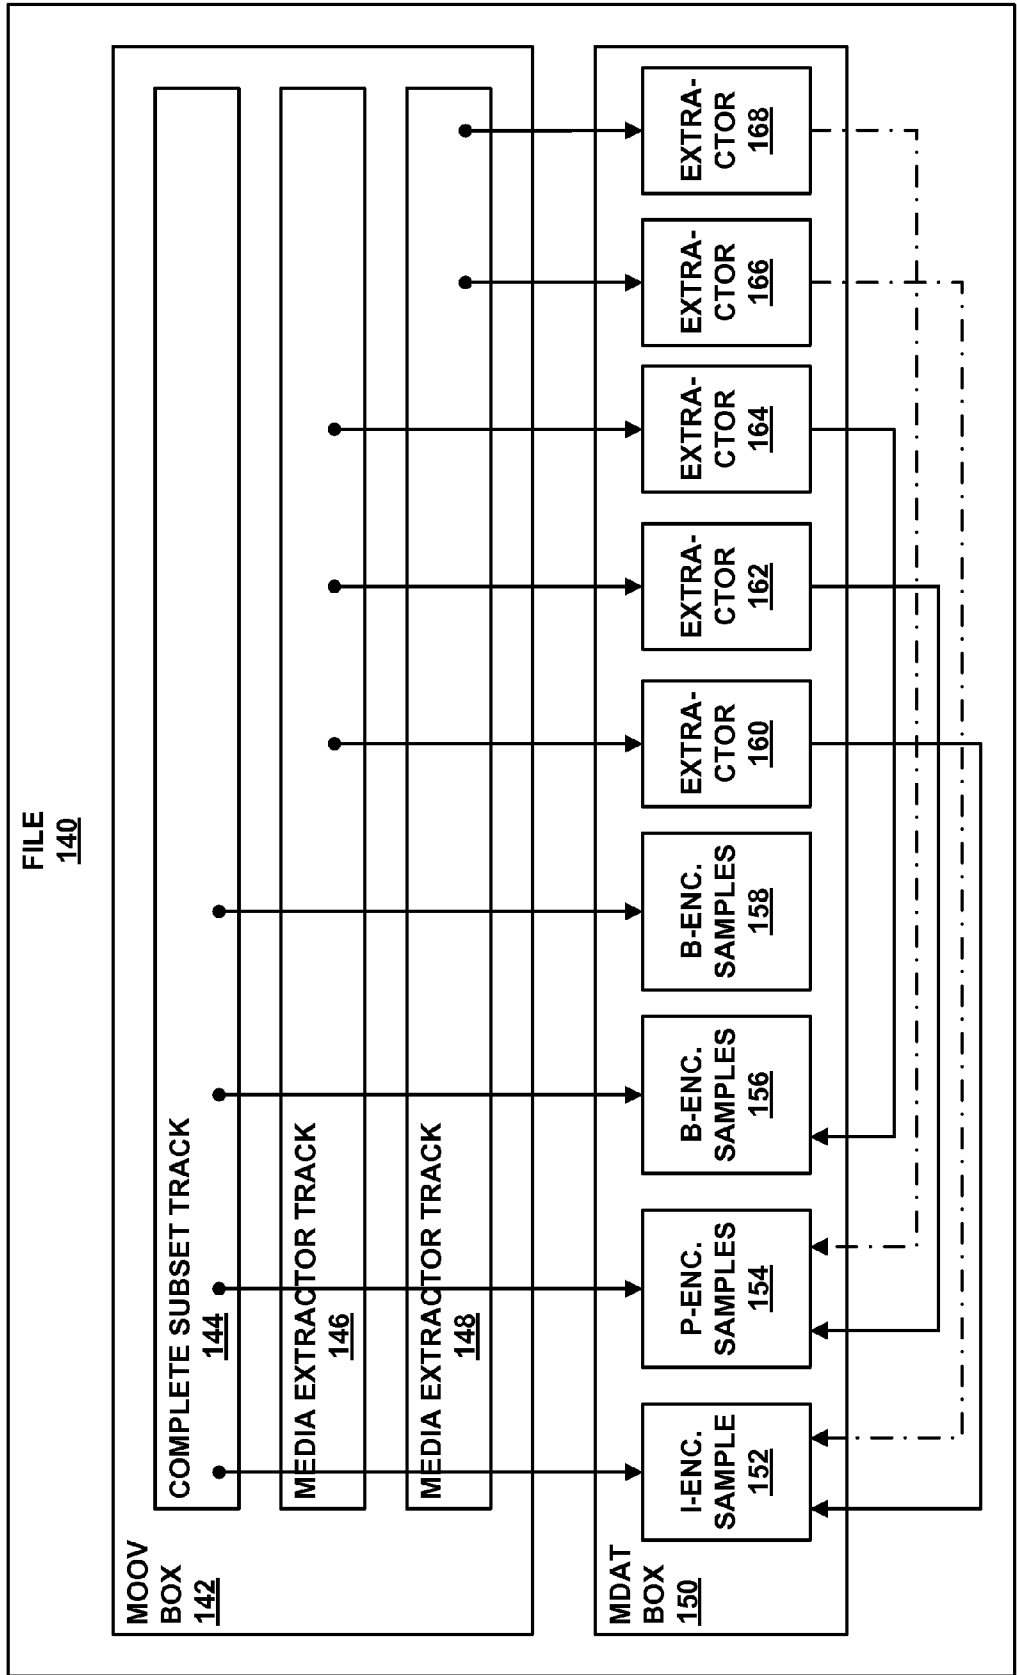 FILE
140
MOOV
BOX
142
COMPLETE SUBSET TRACK
144
MEDIA EXTRACTOR TRACK
146
MEDIA EXTRACTOR TRACK
148
MDAT
BOX
150
I-ENC.
SAMPLE
152
P-ENC.
SAMPLES
154
B-ENC.
SAMPLES
156
B-ENC.
SAMPLES
158
EXTRA-
CTOR
160
EXTRA-
CTOR
162
EXTRA-
CTOR
164
EXTRA-
CTOR
166
EXTRA-
CTOR
168